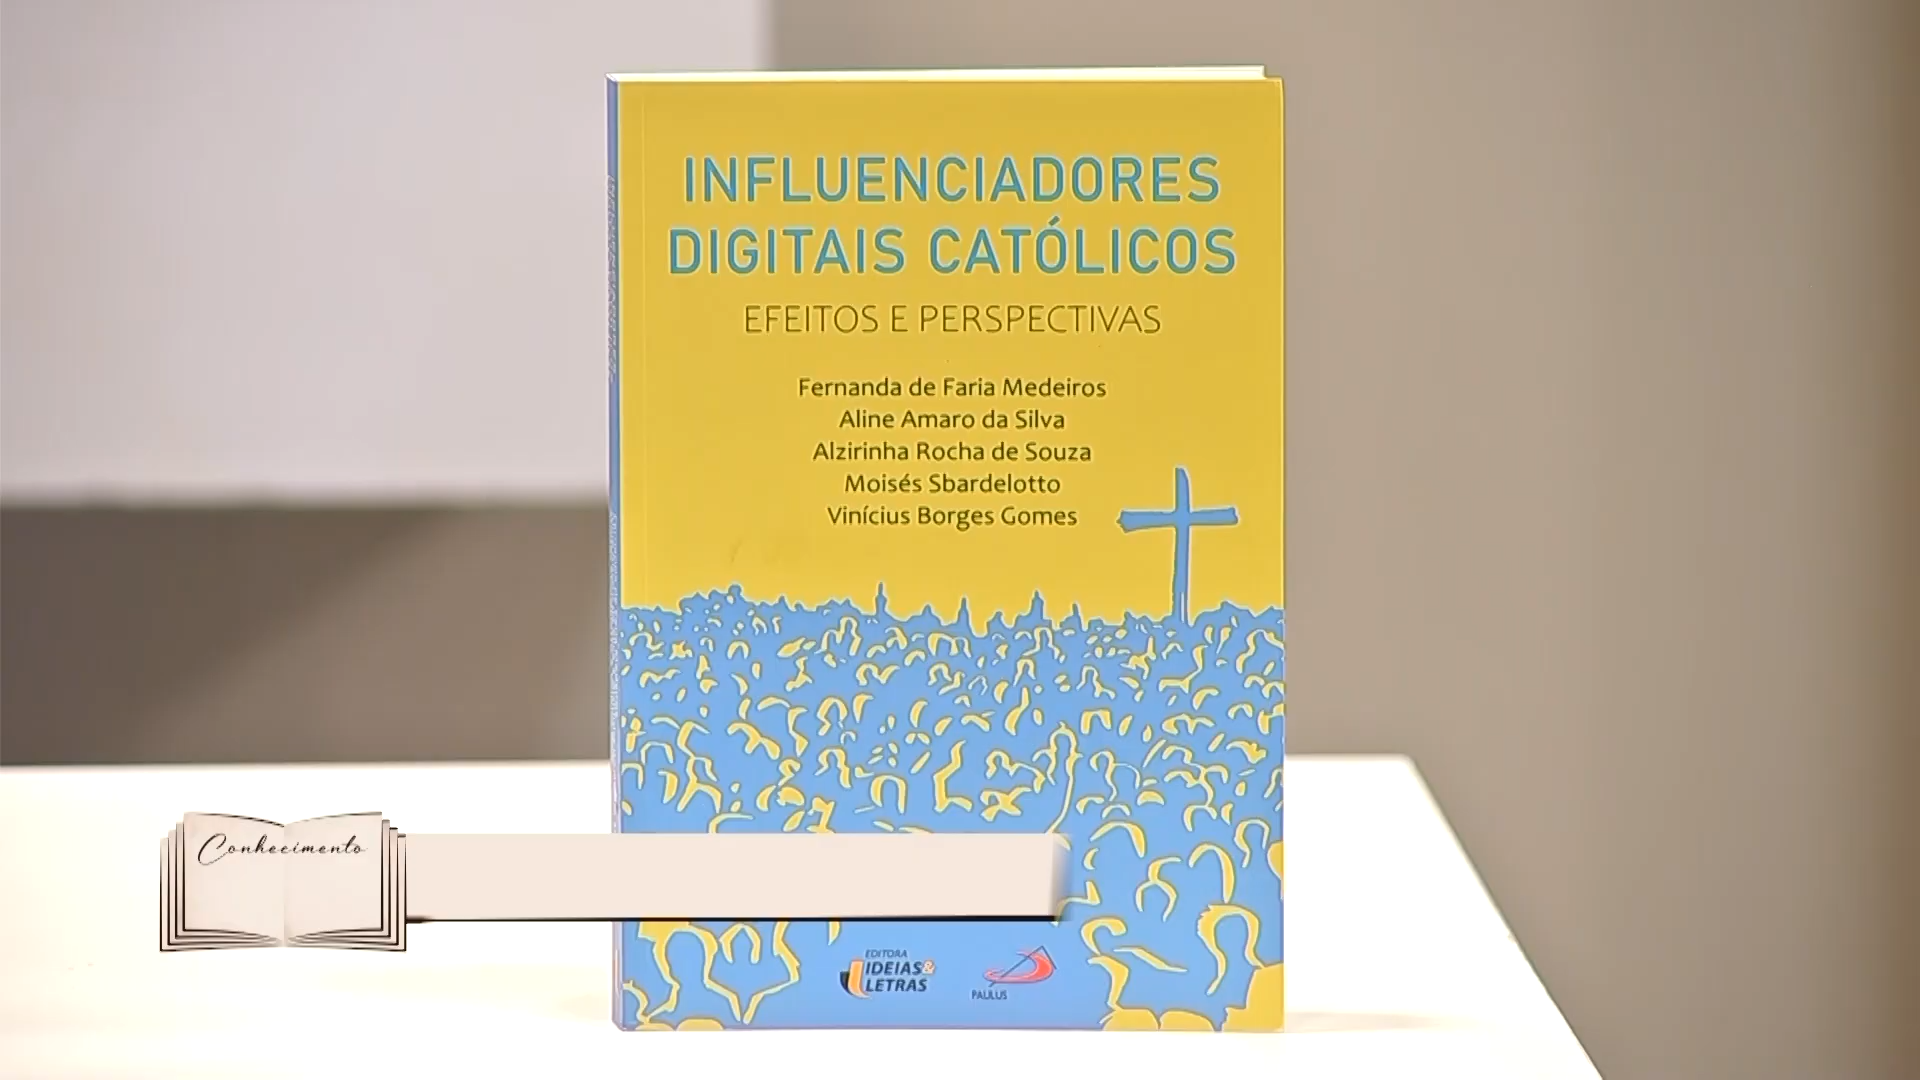 INFLUENCIADORES
DIGITAIS CATÓLICOS
EFEITOS E PERSPECTIVAS
Fernanda de Faria Medeiros
Aline Amaro da Silva
Alzirinha Rocha de Souza
Moisés Sbardelotto
Vinícius Borges Gomes
Conhecimento
EDITORA
IDEIAS&
LETRAS
PAULUS